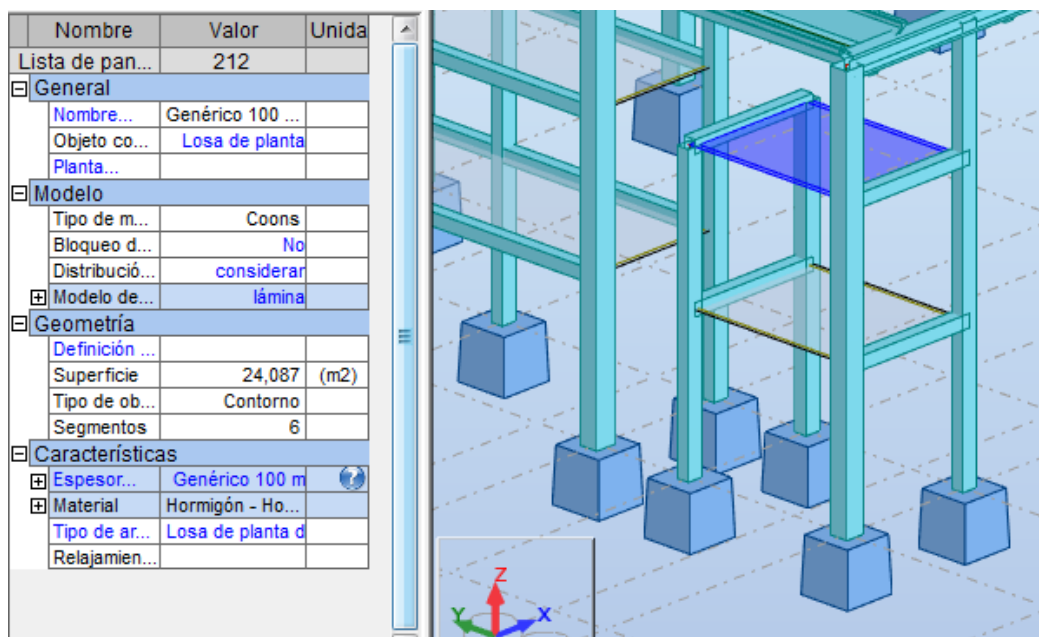 Nombre Valor Unida
Lista de pan... 212
General
Nombre... Genérico 100 ...
Objeto co... Losa de planta
Planta...
Modelo
Tipo de m... Coons
Bloqueo d... No
Distribució... considerar
Modelo de... lámina
Geometría
Definición ...
Superficie 24,087 (m2)
Tipo de ob... Contorno
Segmentos 6
Características
Espesor... Genérico 100 m
Material Hormigón - Ho...
Tipo de ar... Losa de planta d
Relajamien...
Z
Y X